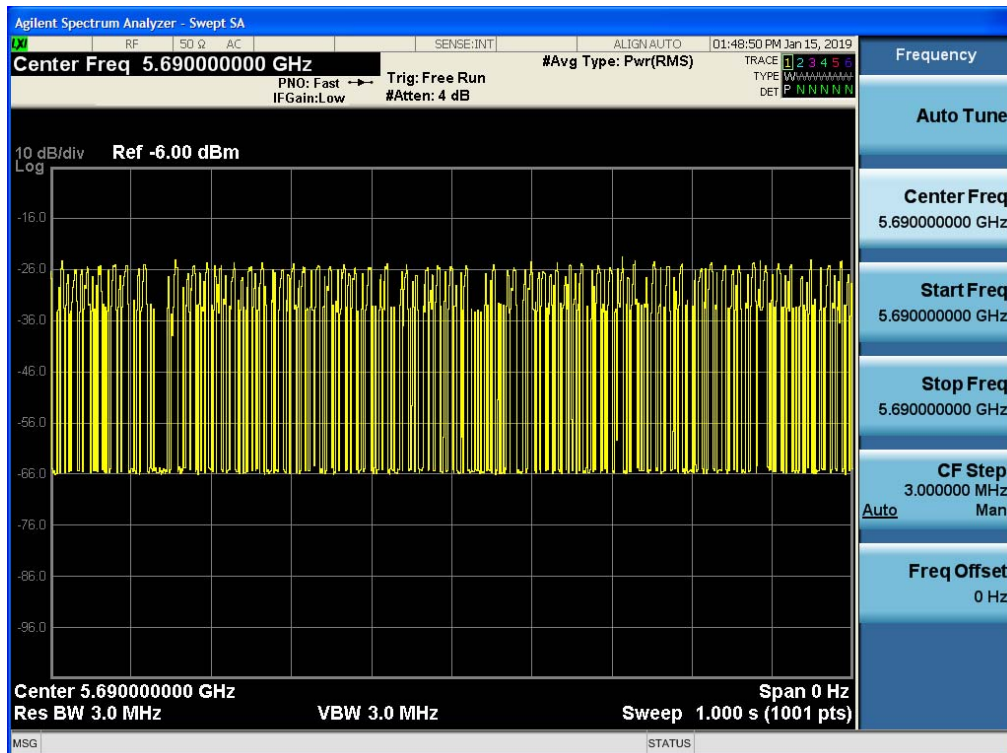 Agilent Spectrum Analyzer - Swept SA
LXI RF 50 Ω AC SENSE:INT ALIGN AUTO 01:48:50 PM Jan 15, 2019
Center Freq 5.690000000 GHz
PNO: Fast
IFGain:Low
Trig: Free Run
#Atten: 4 dB
#Avg Type: Pwr(RMS)
TRACE 1 2 3 4 5 6
TYPE
DET P N N N N N
10 dB/div Ref -6.00 dBm
Log
-16.0
-26.0
-36.0
-46.0
-56.0
-66.0
-76.0
-86.0
-96.0
Center 5.690000000 GHz Span 0 Hz
Res BW 3.0 MHz VBW 3.0 MHz Sweep 1.000 s (1001 pts)
MSG STATUS
Frequency
Auto Tune
Center Freq
5.690000000 GHz
Start Freq
5.690000000 GHz
Stop Freq
5.690000000 GHz
CF Step
3.000000 MHz
Auto Man
Freq Offset
0 Hz